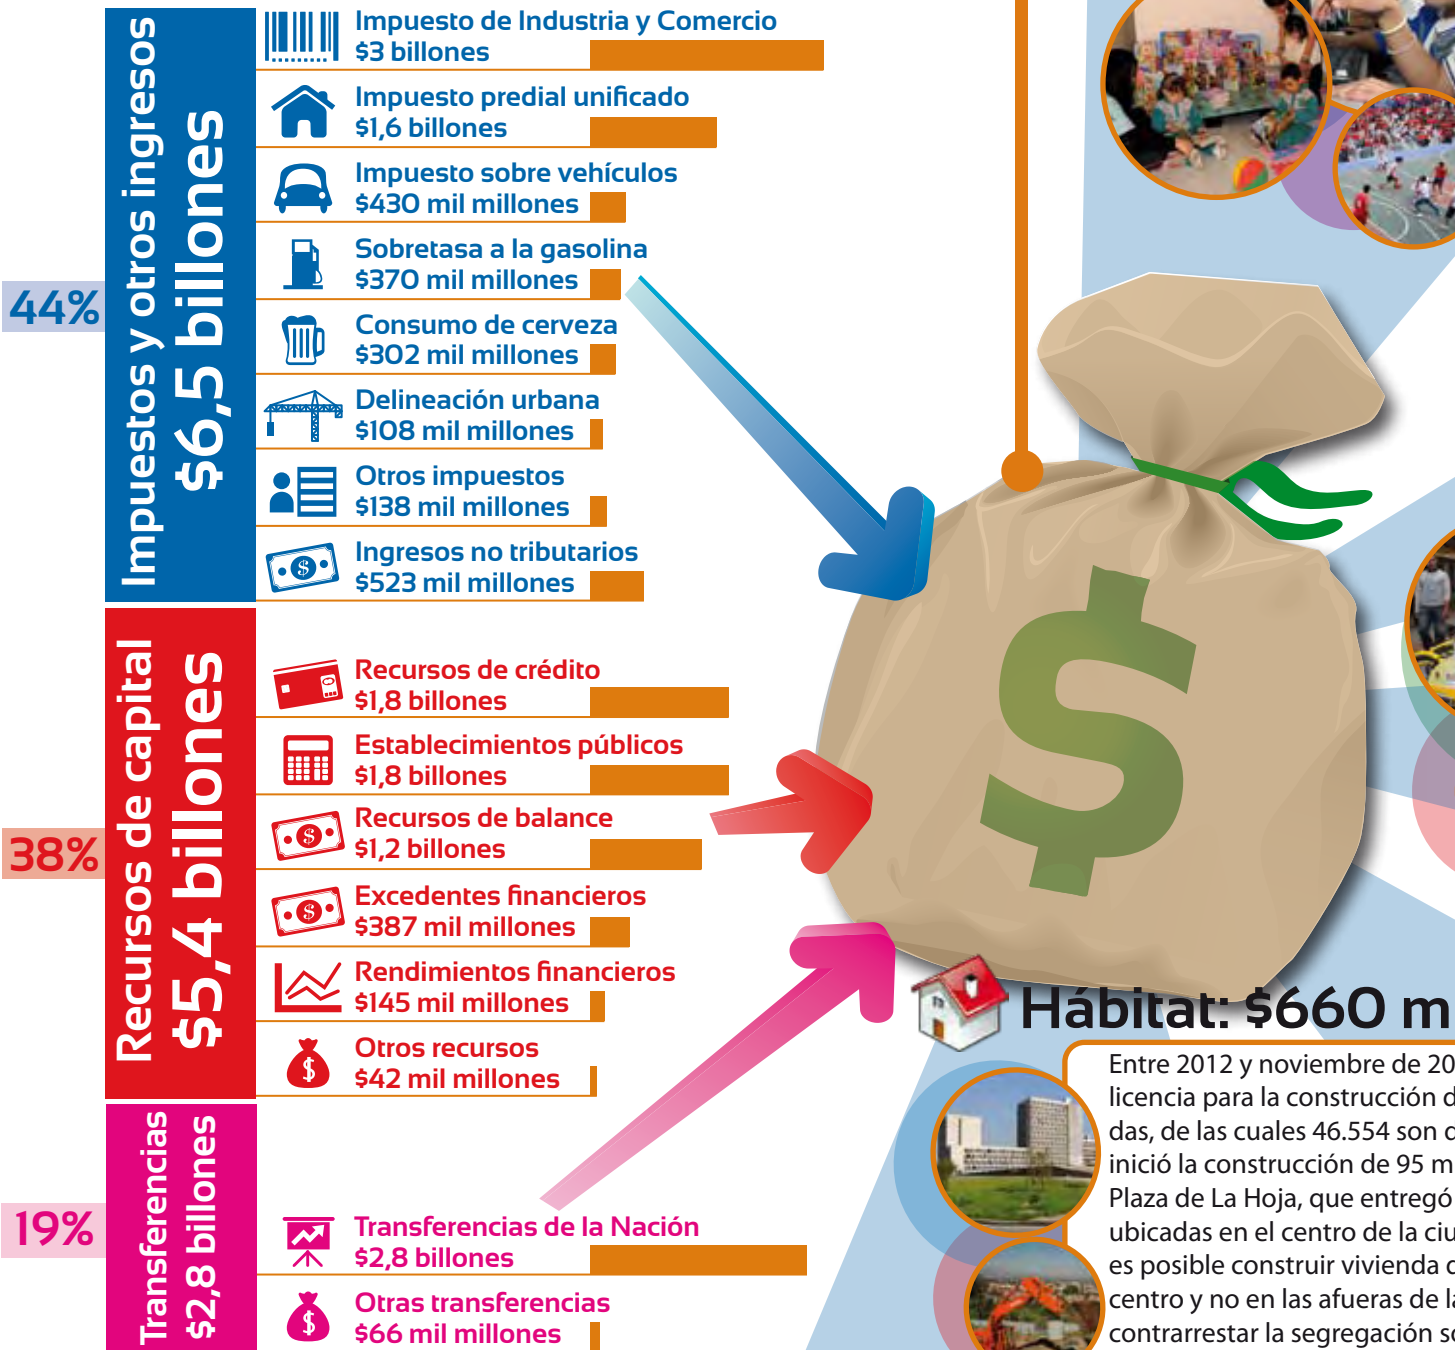 44%
Impuestos y otros ingresos
$6,5 billones
Impuesto de Industria y Comercio
$3 billones
Impuesto predial unificado
$1,6 billones
Impuesto sobre vehículos
$430 mil millones
Sobretasa a la gasolina
$370 mil millones
Consumo de cerveza
$302 mil millones
Delineación urbana
$108 mil millones
Otros impuestos
$138 mil millones
Ingresos no tributarios
$523 mil millones
38%
Recursos de capital
$5,4 billones
Recursos de crédito
$1,8 billones
Establecimientos públicos
$1,8 billones
Recursos de balance
$1,2 billones
Excedentes financieros
$387 mil millones
Rendimientos financieros
$145 mil millones
Otros recursos
$42 mil millones
19%
Transferencias
$2,8 billones
Transferencias de la Nación
$2,8 billones
Otras transferencias
$66 mil millones
$
Hábitat: $660 m
Entre 2012 y noviembre de 20
licencia para la construcción d
das, de las cuales 46.554 son d
inició la construcción de 95 m
Plaza de La Hoja, que entregó
ubicadas en el centro de la ciu
es posible construir vivienda d
centro y no en las afueras de la
contrarrestar la segregación so